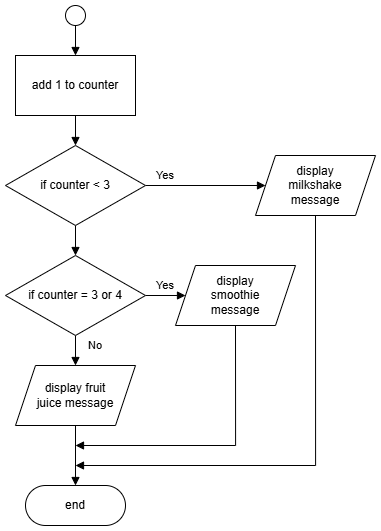 add 1 to counter
if counter < 3
Yes
display
milkshake
message
if counter = 3 or 4
Yes
display
smoothie
message
No
display fruit
juice message
end